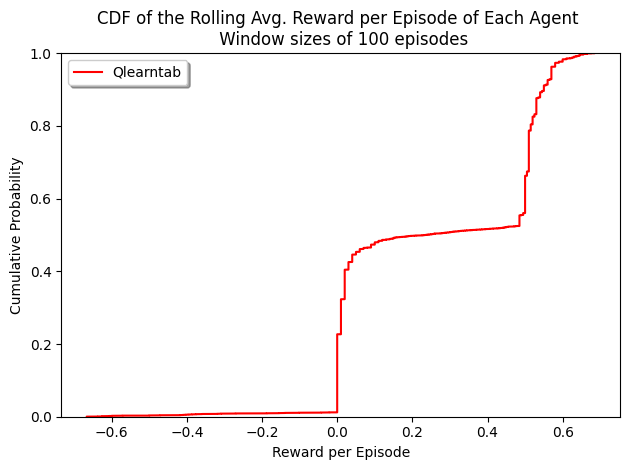 CDF of the Rolling Avg. Reward per Episode of Each Agent
Window sizes of 100 episodes
Qlearntab
Cumulative Probability
1.0
0.8
0.6
0.4
0.2
0.0
−0.6 −0.4 −0.2 0.0 0.2 0.4 0.6
Reward per Episode